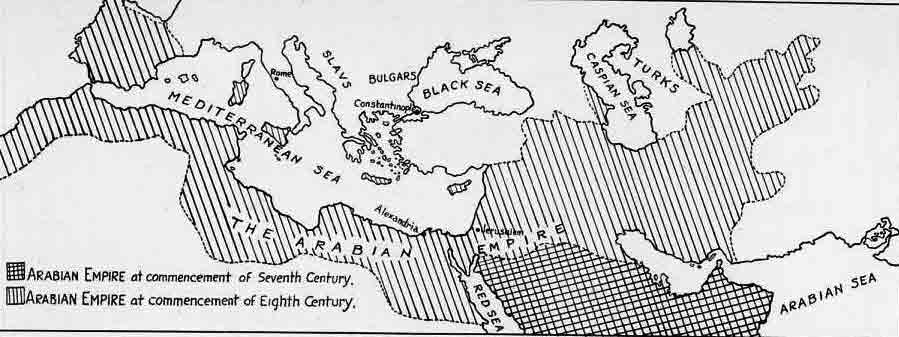 SLAVS
BULGARS
BLACK SEA
CASPIAN SEA
TURKS
Rome
Constantinople
MEDITERRANEAN SEA
Alexandria
Jerusalem
THE ARABIAN EMPIRE
RED SEA
ARABIAN SEA
ARABIAN EMPIRE at commencement of Seventh Century.
ARABIAN EMPIRE at commencement of Eighth Century.